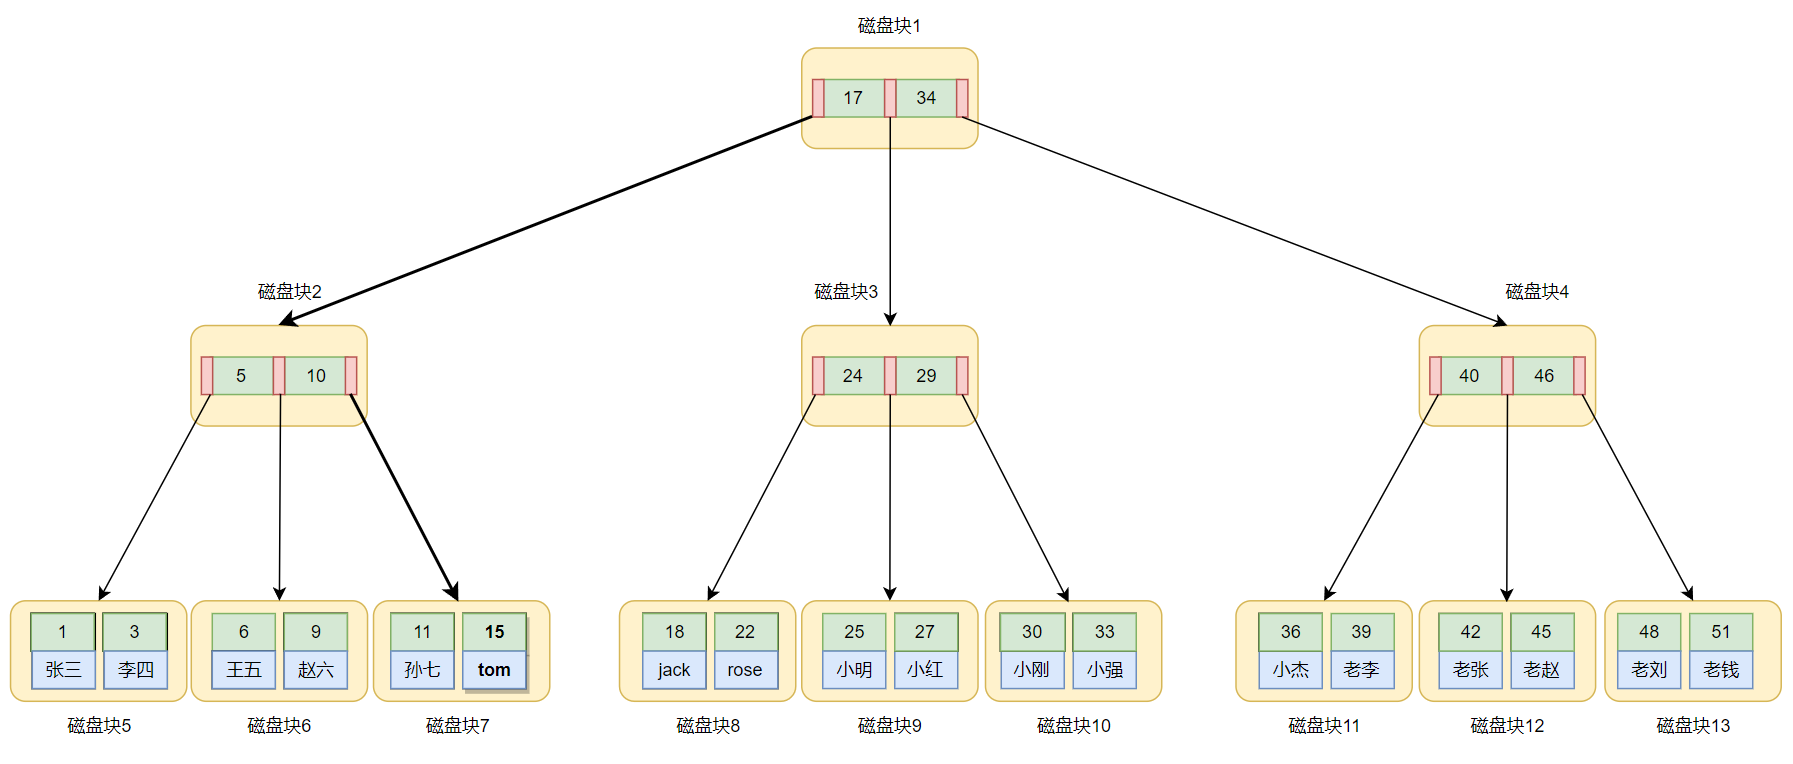 磁盘块1
17 34
磁盘块2 磁盘块3 磁盘块4
5 10 24 29 40 46
1 3 6 9 11 15 18 22 25 27 30 33 36 39 42 45 48 51
张三 李四 王五 赵六 孙七 tom jack rose 小明 小红 小刚 小强 小杰 老李 老张 老赵 老刘 老钱
磁盘块5 磁盘块6 磁盘块7 磁盘块8 磁盘块9 磁盘块10 磁盘块11 磁盘块12 磁盘块13